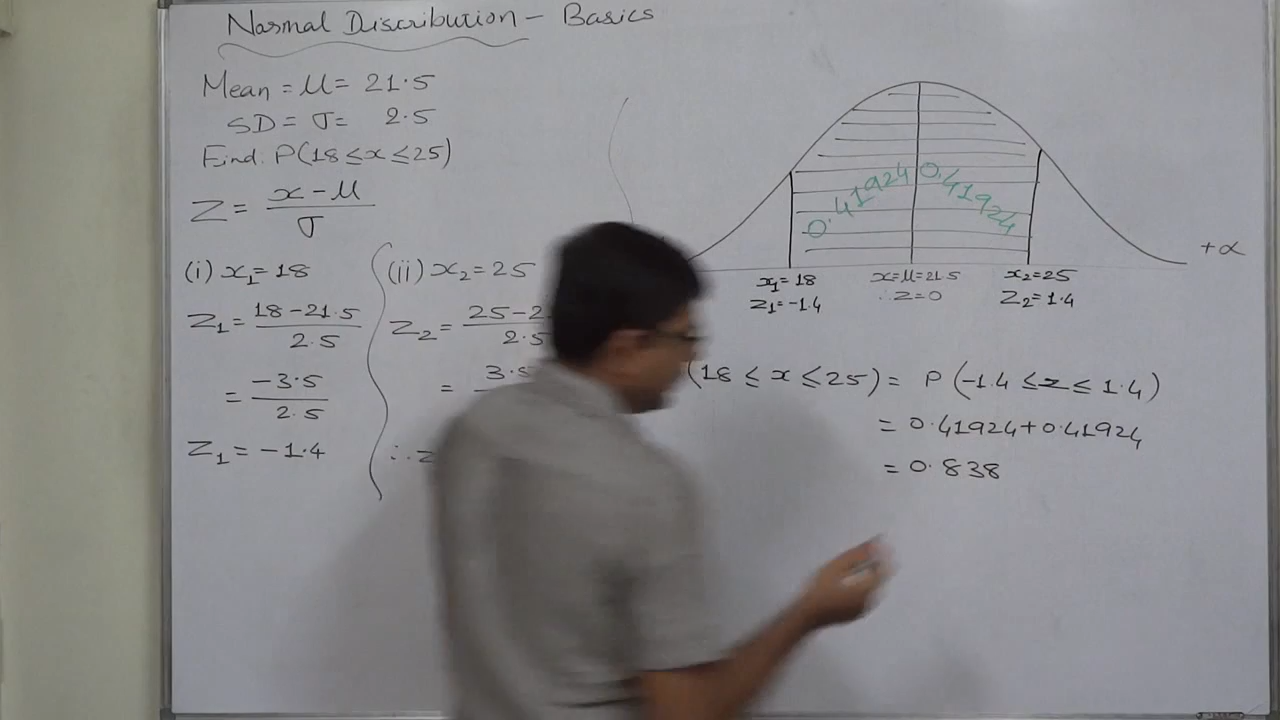 Normal Distribution - Basics
Mean = μ = 21.5
SD = σ = 2.5
Find: P(18 ≤ x ≤ 25)
Z = x - μ
σ
(i) x₁ = 18
Z₁ = 18 - 21.5
2.5
= -3.5
2.5
Z₁ = -1.4
(ii) x₂ = 25
Z₂ = 25 - 2
2.5
= 3.5
∴ Z
0.41924 0.41924
+α
x₁ = 18 x = μ = 21.5 x₂ = 25
Z₁ = -1.4 ∴ Z = 0 Z₂ = 1.4
(18 ≤ x ≤ 25) = P(-1.4 ≤ z ≤ 1.4)
= 0.41924 + 0.41924
= 0.838